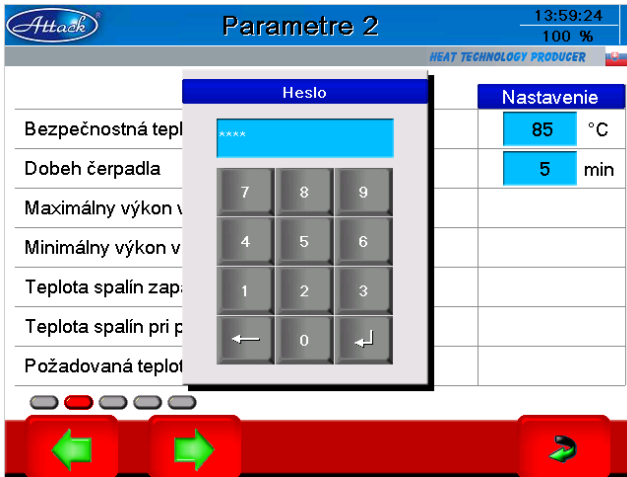 Attack
Parametre 2
13:59:24
100 %
HEAT TECHNOLOGY PRODUCER
Heslo
****
7 8 9
4 5 6
1 2 3
0
Nastavenie
Bezpečnostná tepl
85 °C
Dobeh čerpadla
5 min
Maximálny výkon v
Minimálny výkon v
Teplota spalín zap
Teplota spalín pri p
Požadovaná teplot